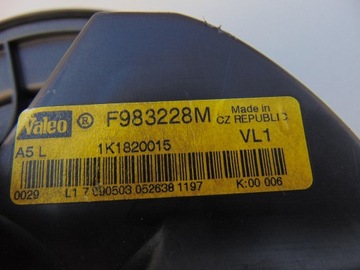 Valeo ® F983228M Made in
CZ REPUBLIC
A5 L 1K1820015 VL1
0029 L1 7 090503 052638 1197 K:00 006